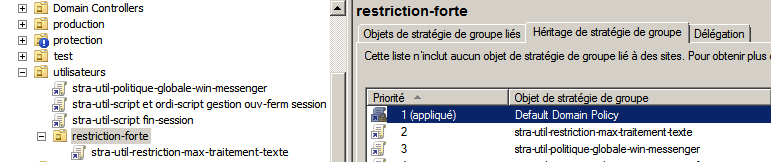 Domain Controllers
production
protection
test
utilisateurs
stra-util-politique-globale-win-messenger
stra-util-script et ordi-script gestion ouv-ferm session
stra-util-script fin-session
restriction-forte
stra-util-restriction-max-traitement-texte
restriction-forte
Objets de stratégie de groupe liés Héritage de stratégie de groupe Délégation
Cette liste n'inclut aucun objet de stratégie de groupe lié à des sites. Pour obtenir plus
Priorité Objet de stratégie de groupe
1 (appliqué) Default Domain Policy
2 stra-util-restriction-max-traitement-texte
3 stra-util-politique-globale-win-messenger